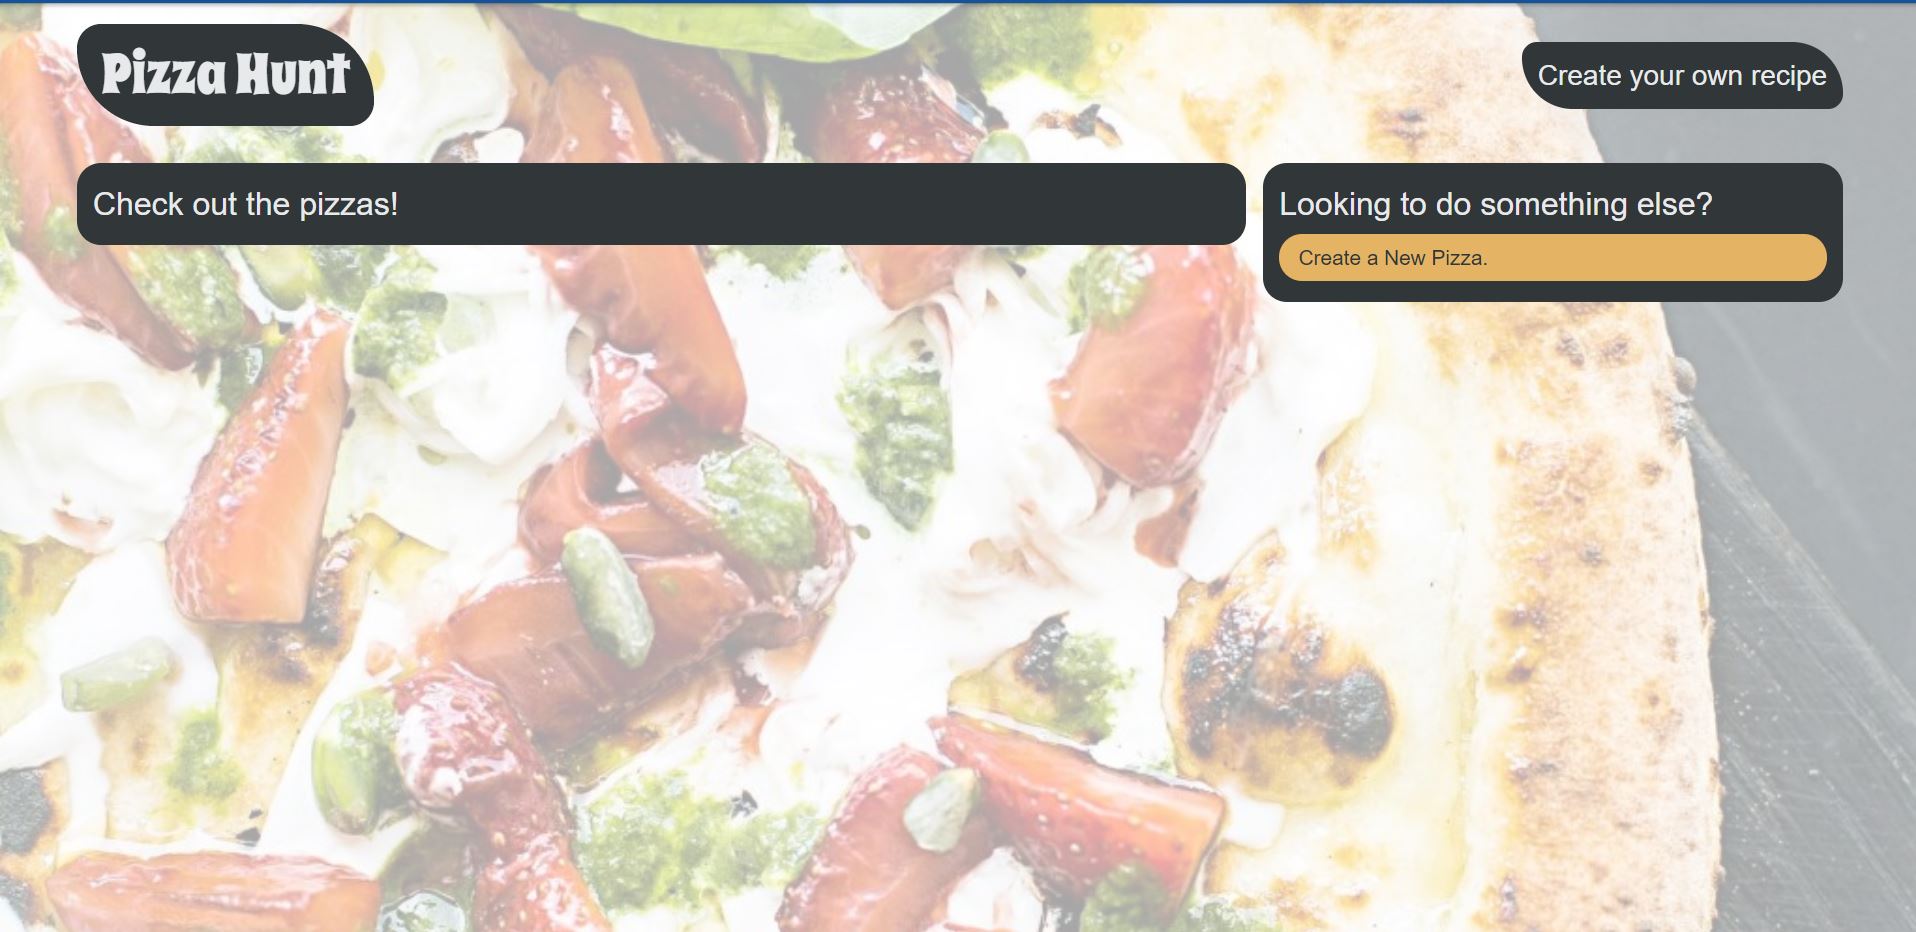 Pizza Hunt
Create your own recipe
Check out the pizzas!
Looking to do something else?
Create a New Pizza.